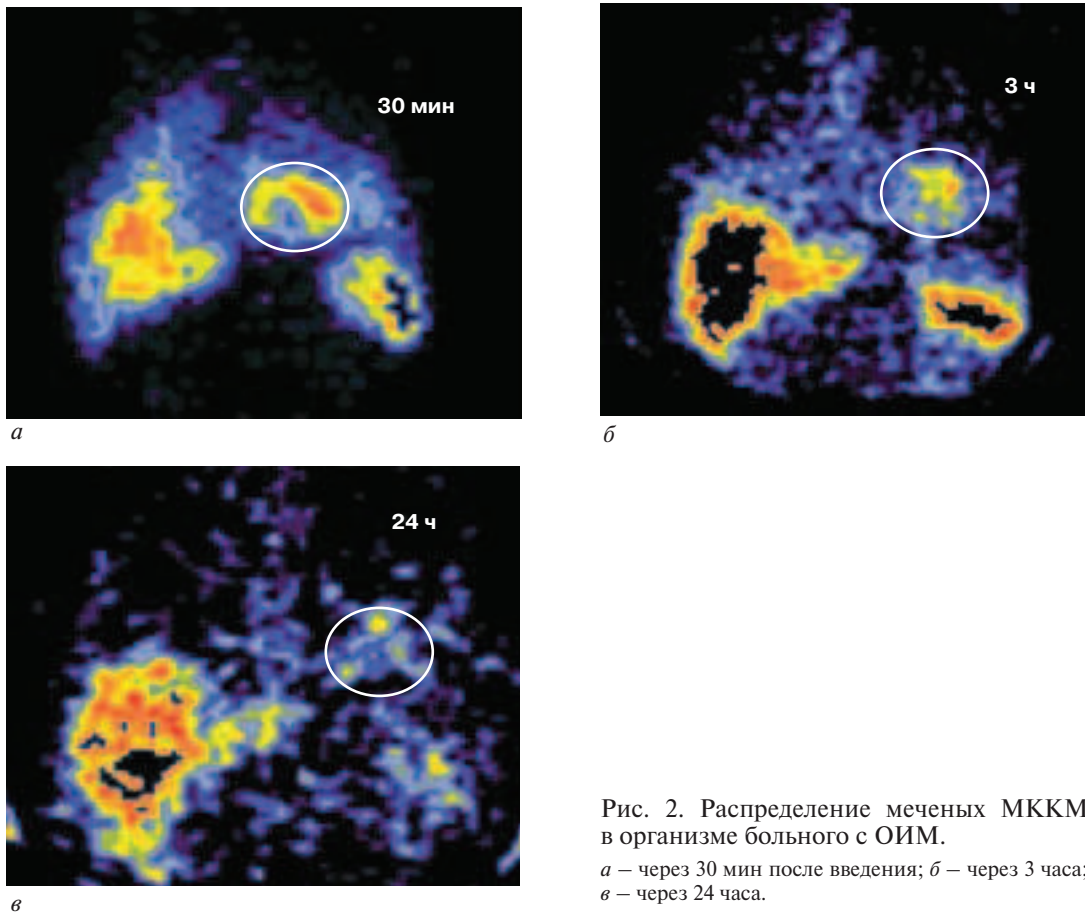 30 мин
а
3 ч
б
24 ч
в
Рис. 2. Распределение меченых МККМ
в организме больного с ОИМ.
а – через 30 мин после введения; б – через 3 часа;
в – через 24 часа.